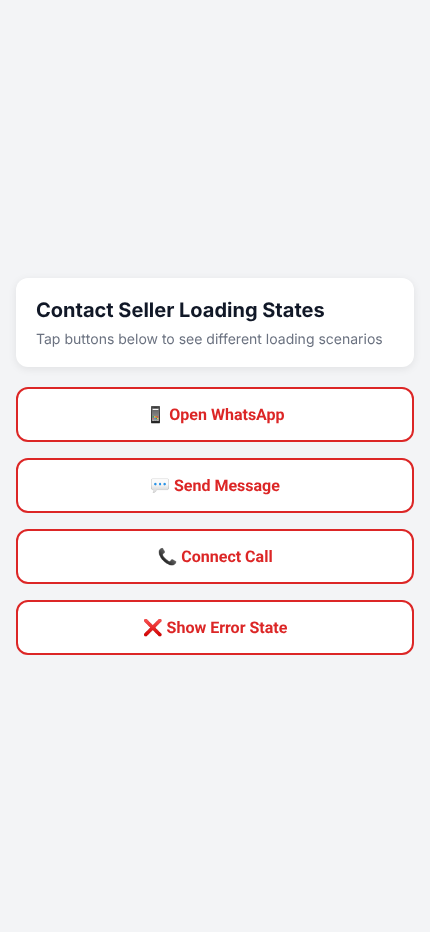 Contact Seller Loading States
Tap buttons below to see different loading scenarios
📱 Open WhatsApp
💬 Send Message
📞 Connect Call
❌ Show Error State